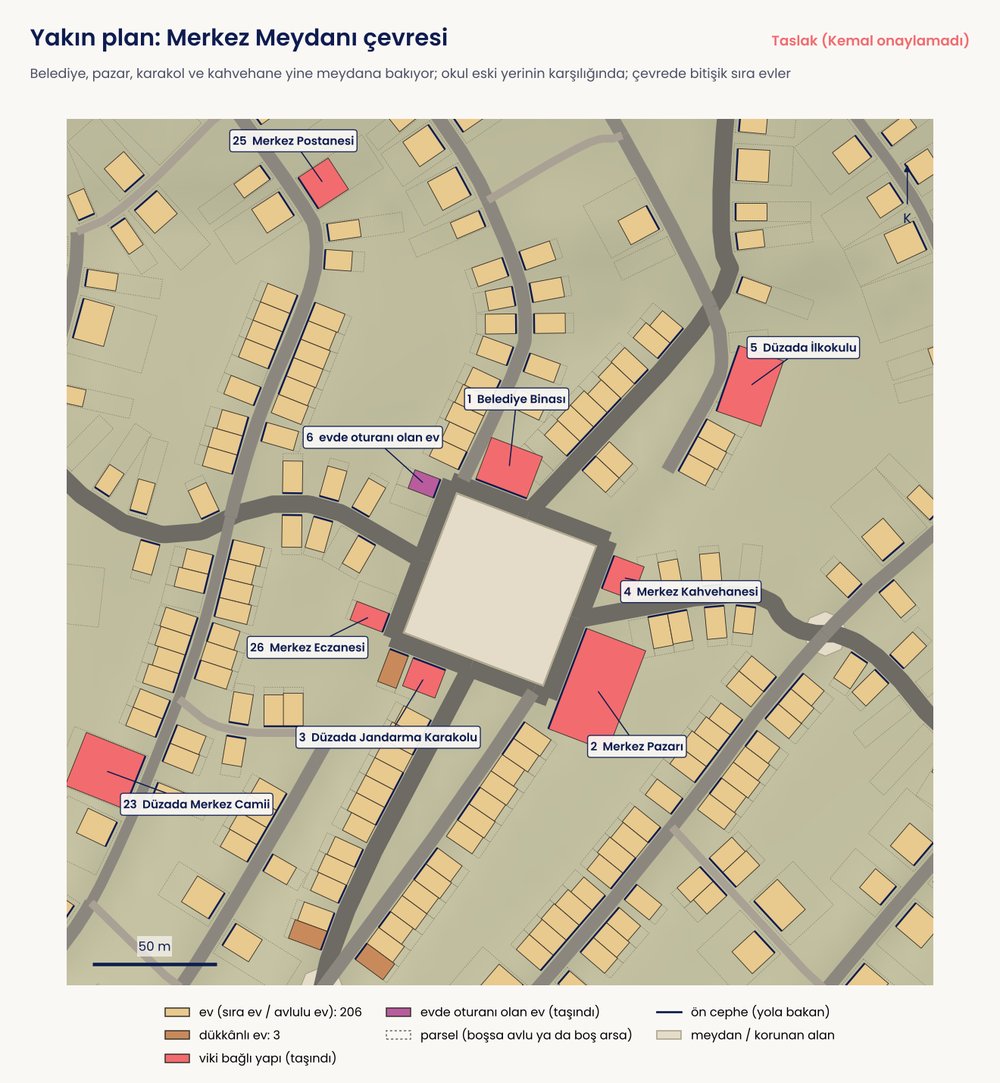 Yakın plan: Merkez Meydanı çevresi
Taslak (Kemal onaylamadı)
Belediye, pazar, karakol ve kahvehane yine meydana bakıyor; okul eski yerinin karşılığında; çevrede bitişik sıra evler
25 Merkez Postanesi
K
5 Düzada İlkokulu
1 Belediye Binası
6 evde oturanı olan ev
4 Merkez Kahvehanesi
26 Merkez Eczanesi
3 Düzada Jandarma Karakolu
2 Merkez Pazarı
23 Düzada Merkez Camii
50 m
ev (sıra ev / avlulu ev): 206
evde oturanı olan ev (taşındı)
ön cephe (yola bakan)
dükkânlı ev: 3
parsel (boşsa avlu ya da boş arsa)
meydan / korunan alan
viki bağlı yapı (taşındı)